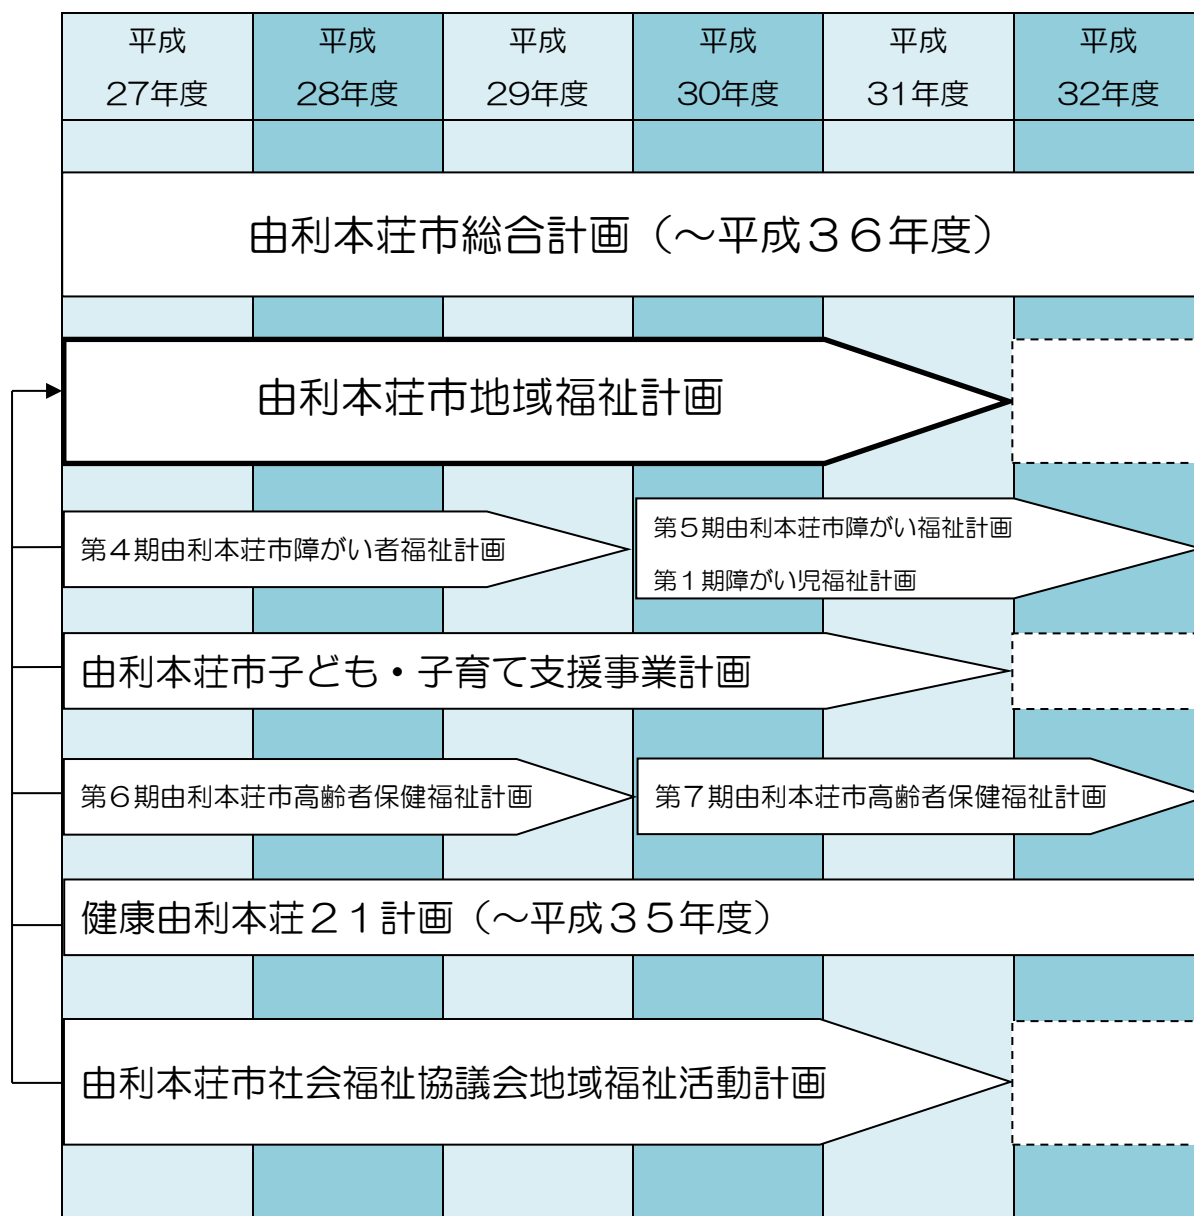 平成 平成 平成 平成 平成 平成
27年度 28年度 29年度 30年度 31年度 32年度
由利本荘市総合計画（～平成３６年度）
由利本荘市地域福祉計画
第４期由利本荘市障がい者福祉計画
第５期由利本荘市障がい福祉計画
第１期障がい児福祉計画
由利本荘市子ども・子育て支援事業計画
第６期由利本荘市高齢者保健福祉計画
第７期由利本荘市高齢者保健福祉計画
健康由利本荘２１計画（～平成３５年度）
由利本荘市社会福祉協議会地域福祉活動計画